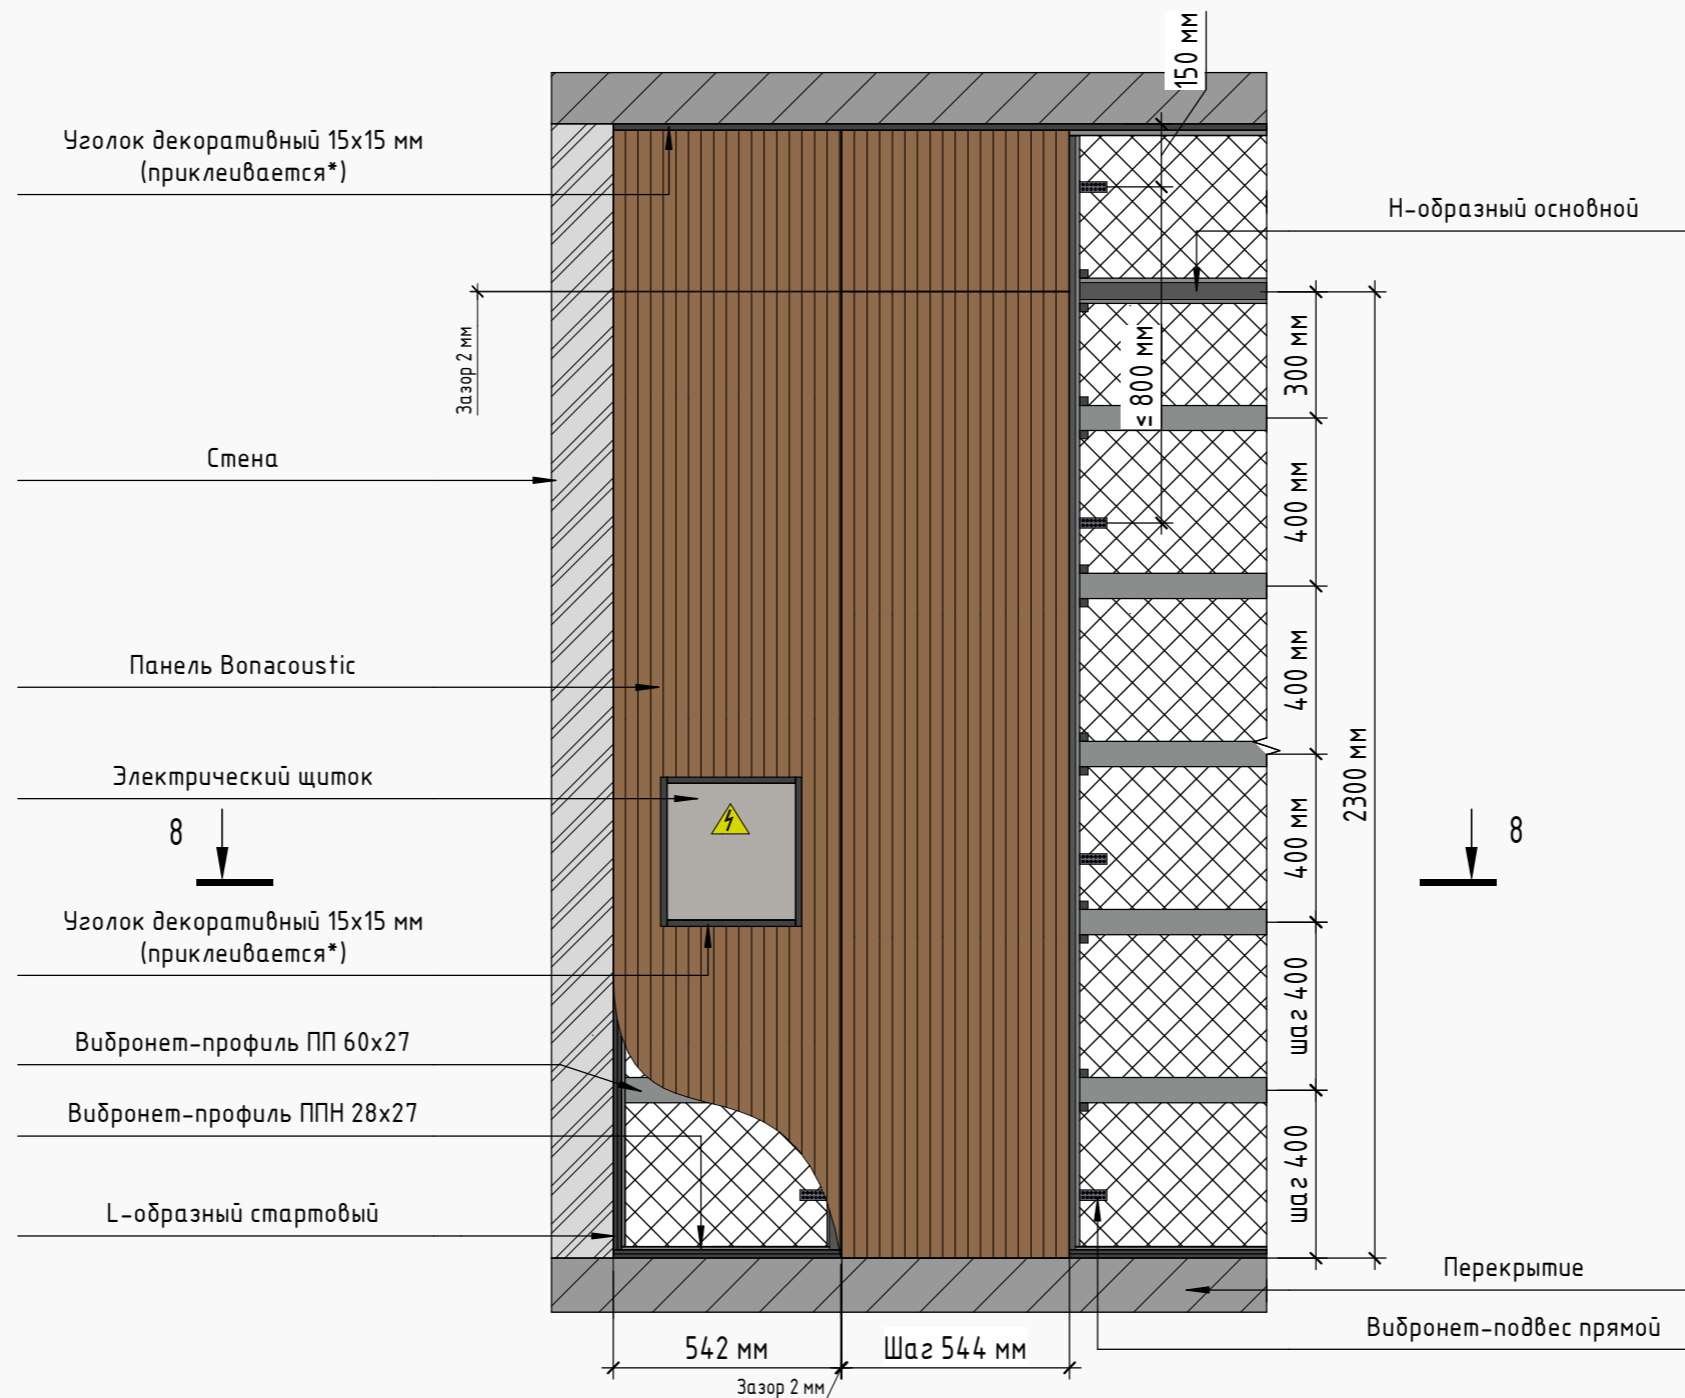 150 мм
Уголок декоративный 15х15 мм
(приклеивается*)
Н-образный основной
Зазор 2 мм
≤ 800 мм
300 мм
Стена
400 мм
Панель Bonacoustic
400 мм
Электрический щиток
2300 мм
8
400 мм
8
Уголок декоративный 15х15 мм
(приклеивается*)
шаг 400
Вибронет-профиль ПП 60х27
Вибронет-профиль ППН 28х27
шаг 400
L-образный стартовый
Перекрытие
Вибронет-подвес прямой
542 мм
Шаг 544 мм
Зазор 2 мм